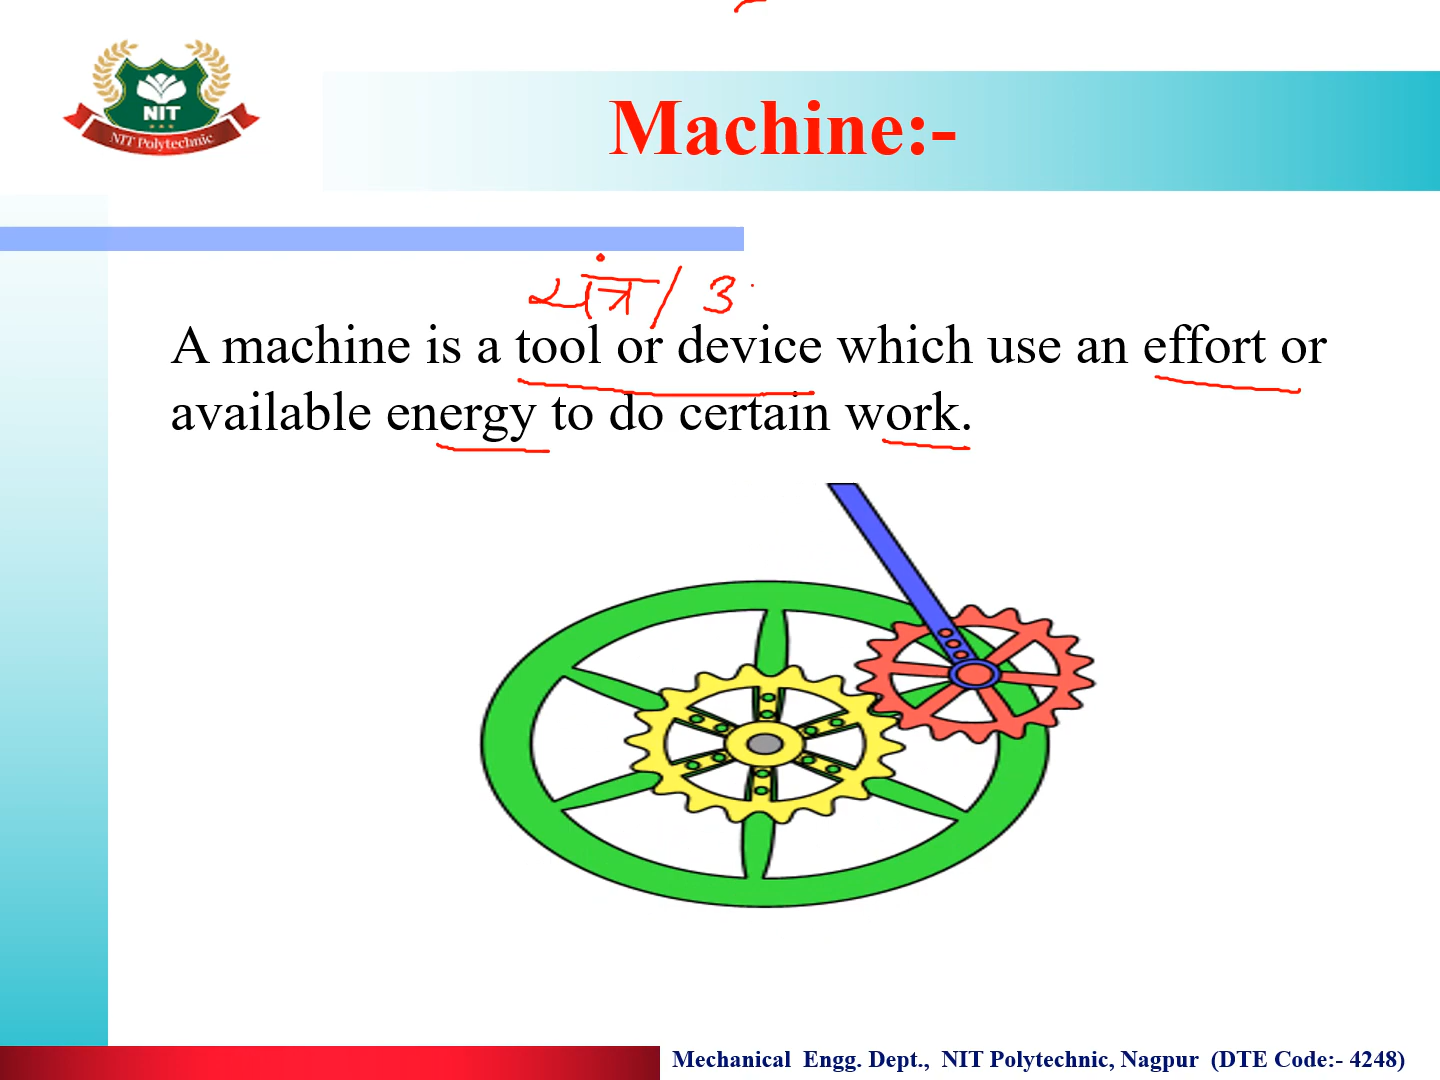 NIT
NIT Polytechnic
Machine:-
यंत्र/
A machine is a tool or device which use an effort or
available energy to do certain work.
Mechanical Engg. Dept., NIT Polytechnic, Nagpur (DTE Code:- 4248)